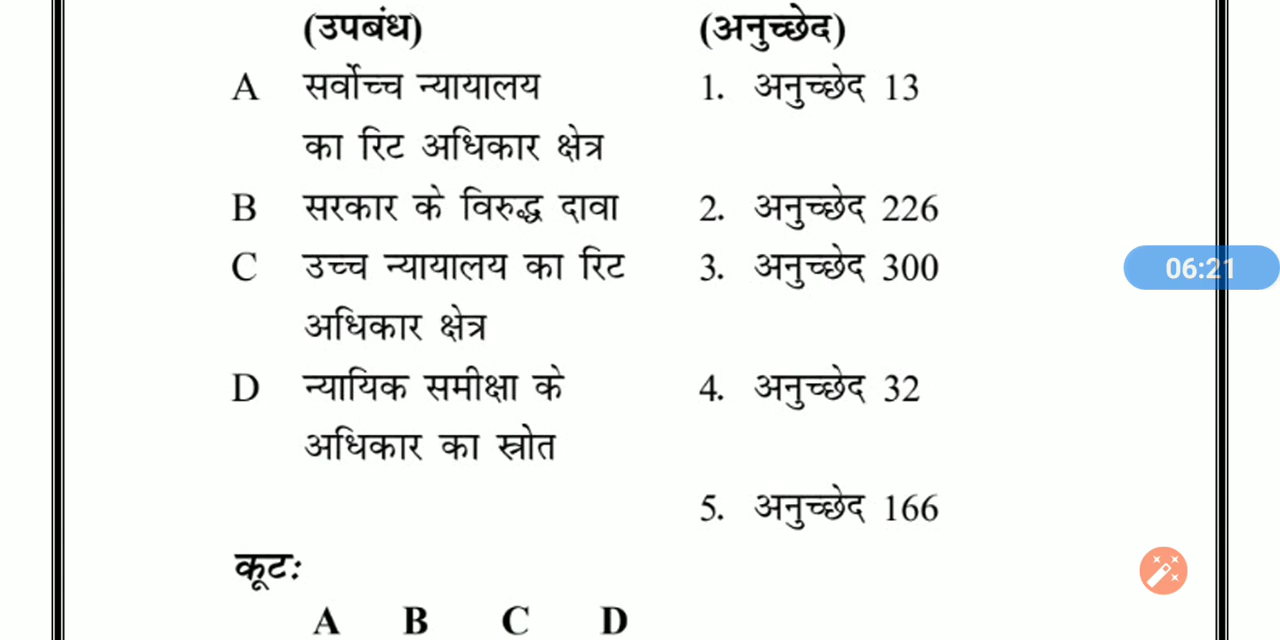 (उपबंध) (अनुच्छेद)
A सर्वोच्च न्यायालय 1. अनुच्छेद 13
का रिट अधिकार क्षेत्र
B सरकार के विरुद्ध दावा 2. अनुच्छेद 226
C उच्च न्यायालय का रिट 3. अनुच्छेद 300
06:21
अधिकार क्षेत्र
D न्यायिक समीक्षा के 4. अनुच्छेद 32
अधिकार का स्त्रोत
5. अनुच्छेद 166
कूटः
A B C D